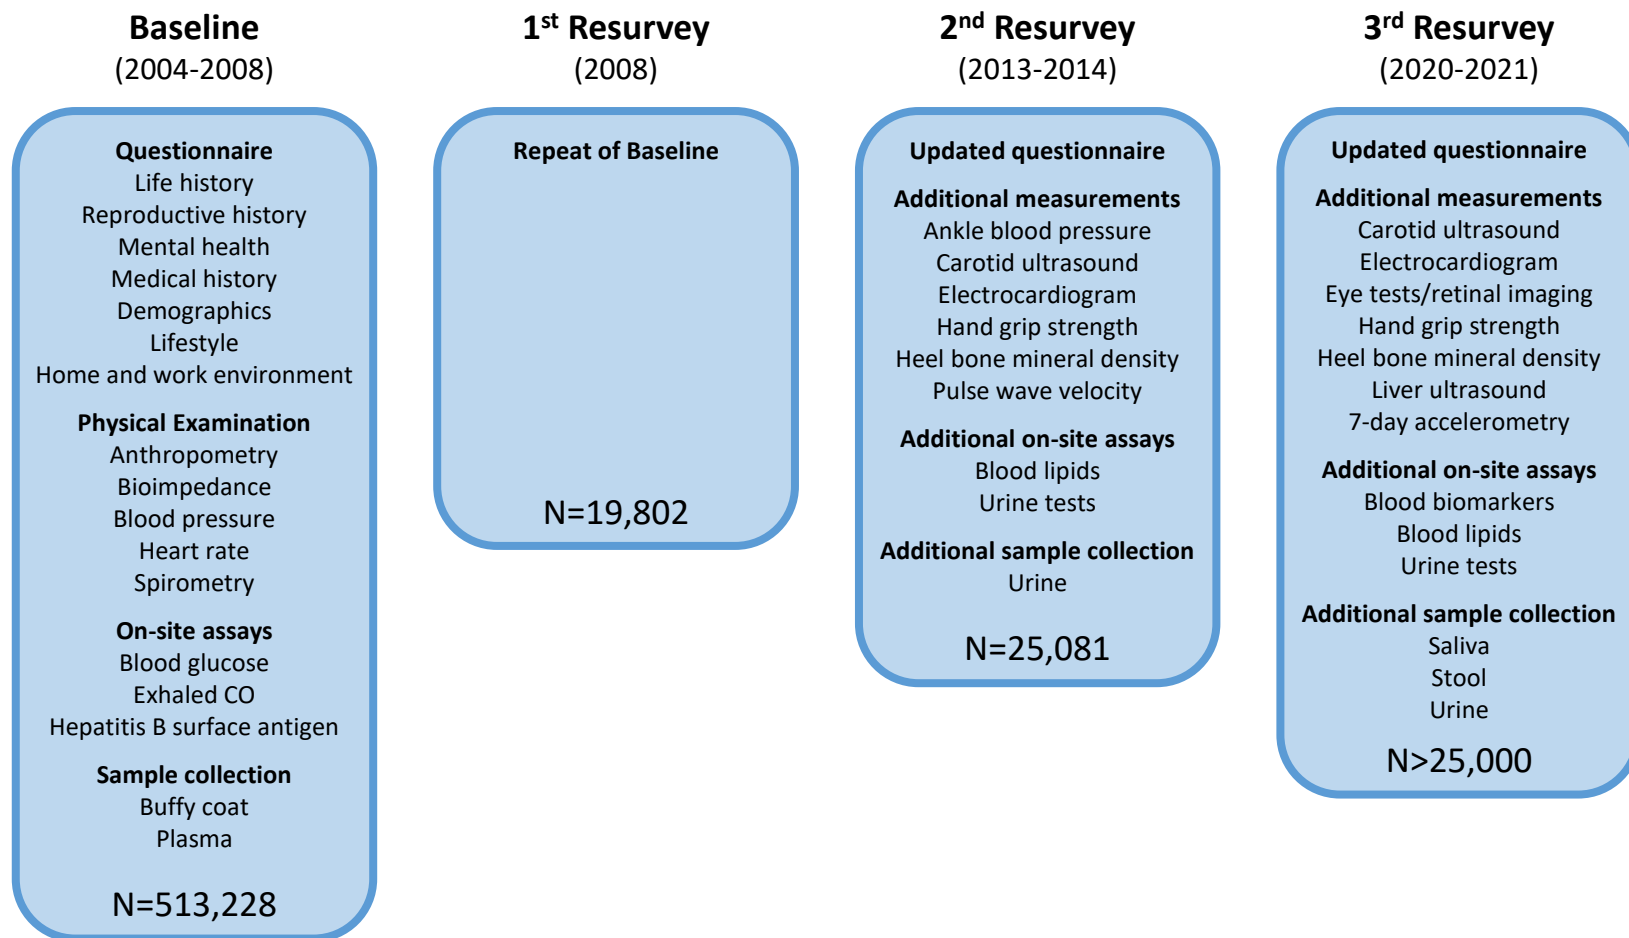 Baseline
(2004-2008)
Questionnaire
Life history
Reproductive history
Mental health
Medical history
Demographics
Lifestyle
Home and work environment
Physical Examination
Anthropometry
Bioimpedance
Blood pressure
Heart rate
Spirometry
On-site assays
Blood glucose
Exhaled CO
Hepatitis B surface antigen
Sample collection
Buffy coat
Plasma
N=513,228
1st Resurvey
(2008)
Repeat of Baseline
N=19,802
2nd Resurvey
(2013-2014)
Updated questionnaire
Additional measurements
Ankle blood pressure
Carotid ultrasound
Electrocardiogram
Hand grip strength
Heel bone mineral density
Pulse wave velocity
Additional on-site assays
Blood lipids
Urine tests
Additional sample collection
Urine
N=25,081
3rd Resurvey
(2020-2021)
Updated questionnaire
Additional measurements
Carotid ultrasound
Electrocardiogram
Eye tests/retinal imaging
Hand grip strength
Heel bone mineral density
Liver ultrasound
7-day accelerometry
Additional on-site assays
Blood biomarkers
Blood lipids
Urine tests
Additional sample collection
Saliva
Stool
Urine
N>25,000